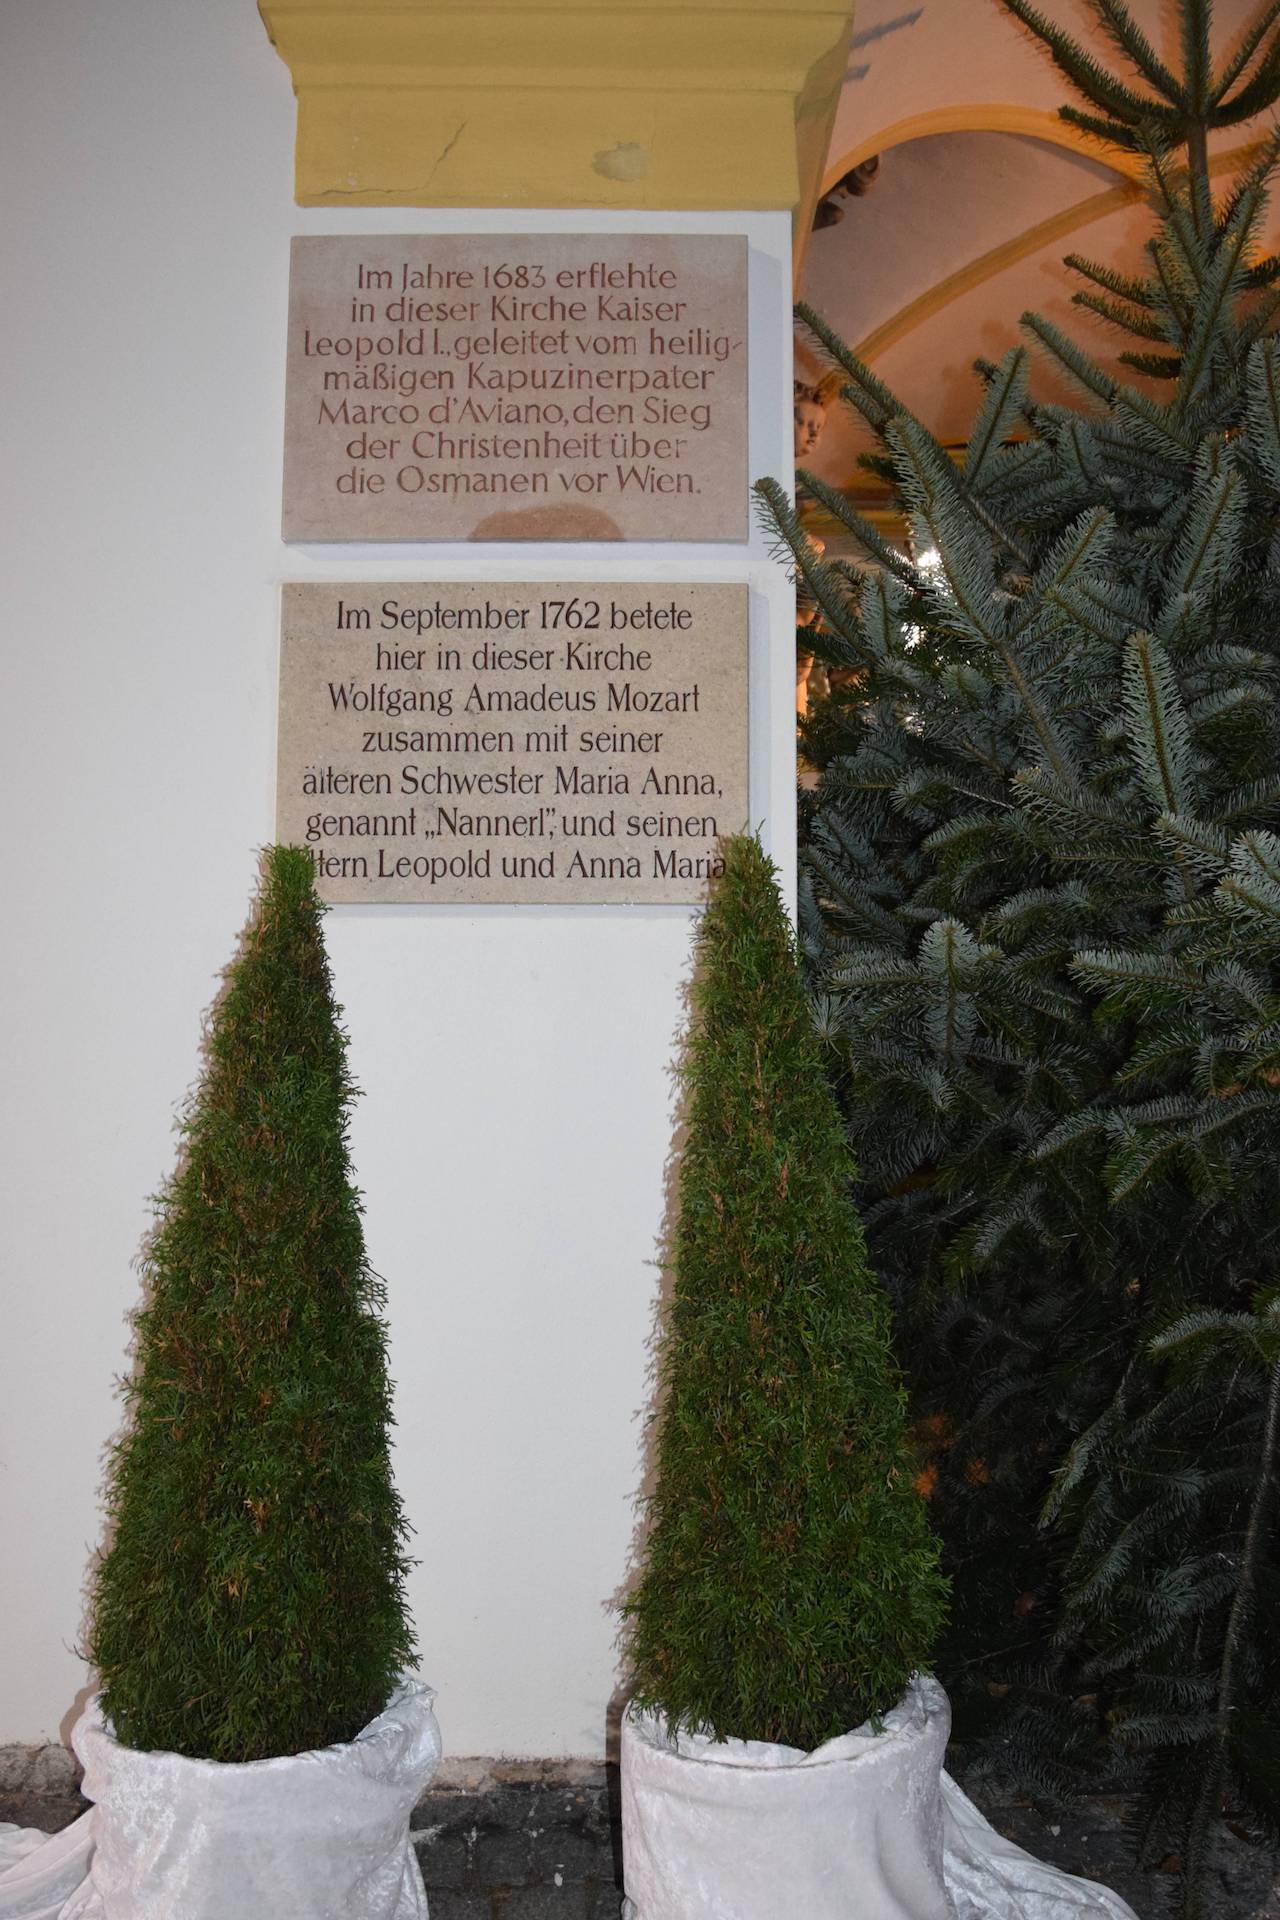 Im Jahre 1683 erflehte
in dieser Kirche Kaiser
Leopold I., geleitet vom heilig-
mäßigen Kapuzinerpater
Marco d'Aviano, den Sieg
der Christenheit über
die Osmanen vor Wien.
Im September 1762 betete
hier in dieser Kirche
Wolfgang Amadeus Mozart
zusammen mit seiner
älteren Schwester Maria Anna,
genannt „Nannerl”, und seinen
ltern Leopold und Anna Maria